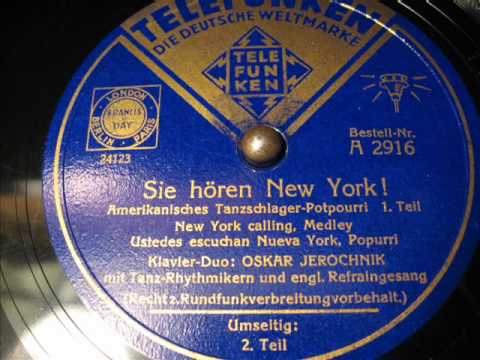 TELEFUNKEN
DIE DEUTSCHE WELTMARKE
TELE
FUN
KEN
LONDON
FRANCIS
DAY
BERLIN PARIS
24123
Bestell-Nr.
A 2916
Sie hören New York!
Amerikanisches Tanzschlager-Potpourri 1. Teil
New York calling, Medley
Ustedes escuchan Nueva York, Popurri
Klavier-Duo: OSKAR JEROCHNIK
mit Tanz-Rhythmikern und engl. Refraingesang
(Recht z. Rundfunkverbreitung vorbehalt.)
Umseitig:
2. Teil